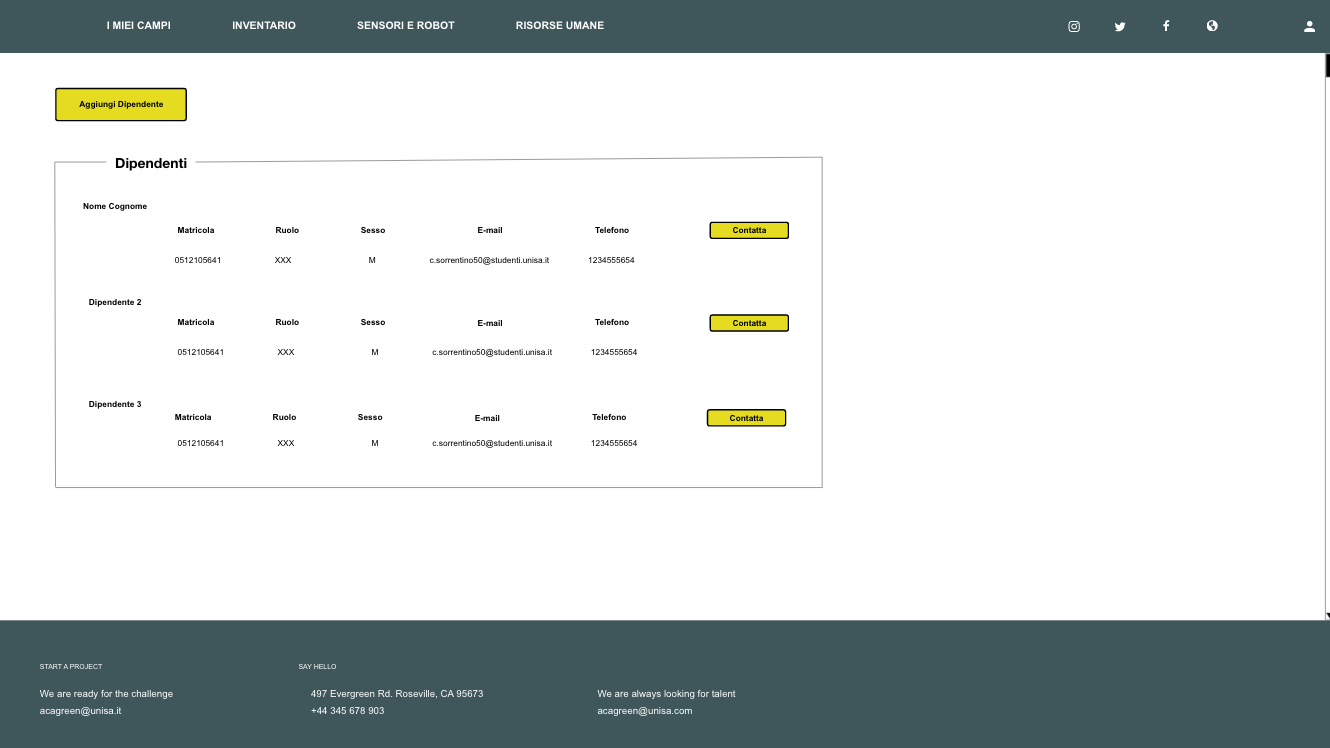 I MIEI CAMPI INVENTARIO SENSORI E ROBOT RISORSE UMANE
Aggiungi Dipendente
Dipendenti
Nome Cognome
Matricola Ruolo Sesso E-mail Telefono Contatta
0512105641 XXX M c.sorrentino50@studenti.unisa.it 1234555654
Dipendente 2
Matricola Ruolo Sesso E-mail Telefono Contatta
0512105641 XXX M c.sorrentino50@studenti.unisa.it 1234555654
Dipendente 3
Matricola Ruolo Sesso E-mail Telefono Contatta
0512105641 XXX M c.sorrentino50@studenti.unisa.it 1234555654
START A PROJECT SAY HELLO
We are ready for the challenge 497 Evergreen Rd. Roseville, CA 95673 We are always looking for talent
acagreen@unisa.it +44 345 678 903 acagreen@unisa.com